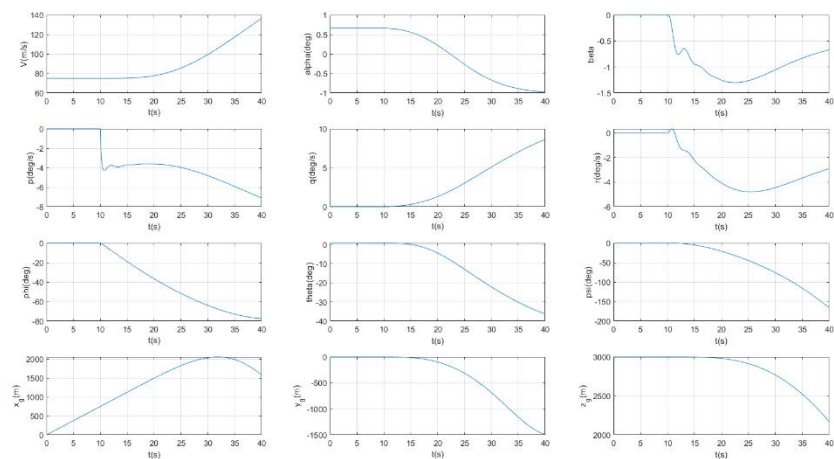 140
120
100
80
60
V(m/s)
0 5 10 15 20 25 30 35 40
t(s)
1
0.5
0
-0.5
-1
alpha(deg)
0 5 10 15 20 25 30 35 40
t(s)
0
-0.5
-1
-1.5
beta
0 5 10 15 20 25 30 35 40
t(s)
0
-2
-4
-6
-8
p(deg/s)
0 5 10 15 20 25 30 35 40
t(s)
10
5
0
q(deg/s)
0 5 10 15 20 25 30 35 40
t(s)
0
-2
-4
-6
r(deg/s)
0 5 10 15 20 25 30 35 40
t(s)
0
-20
-40
-60
-80
phi(deg)
0 5 10 15 20 25 30 35 40
t(s)
0
-10
-20
-30
-40
theta(deg)
0 5 10 15 20 25 30 35 40
t(s)
0
-50
-100
-150
-200
psi(deg)
0 5 10 15 20 25 30 35 40
t(s)
2000
1500
1000
500
0
x_g(m)
0 5 10 15 20 25 30 35 40
t(s)
0
-500
-1000
-1500
y_g(m)
0 5 10 15 20 25 30 35 40
t(s)
3000
2500
2000
z_g(m)
0 5 10 15 20 25 30 35 40
t(s)